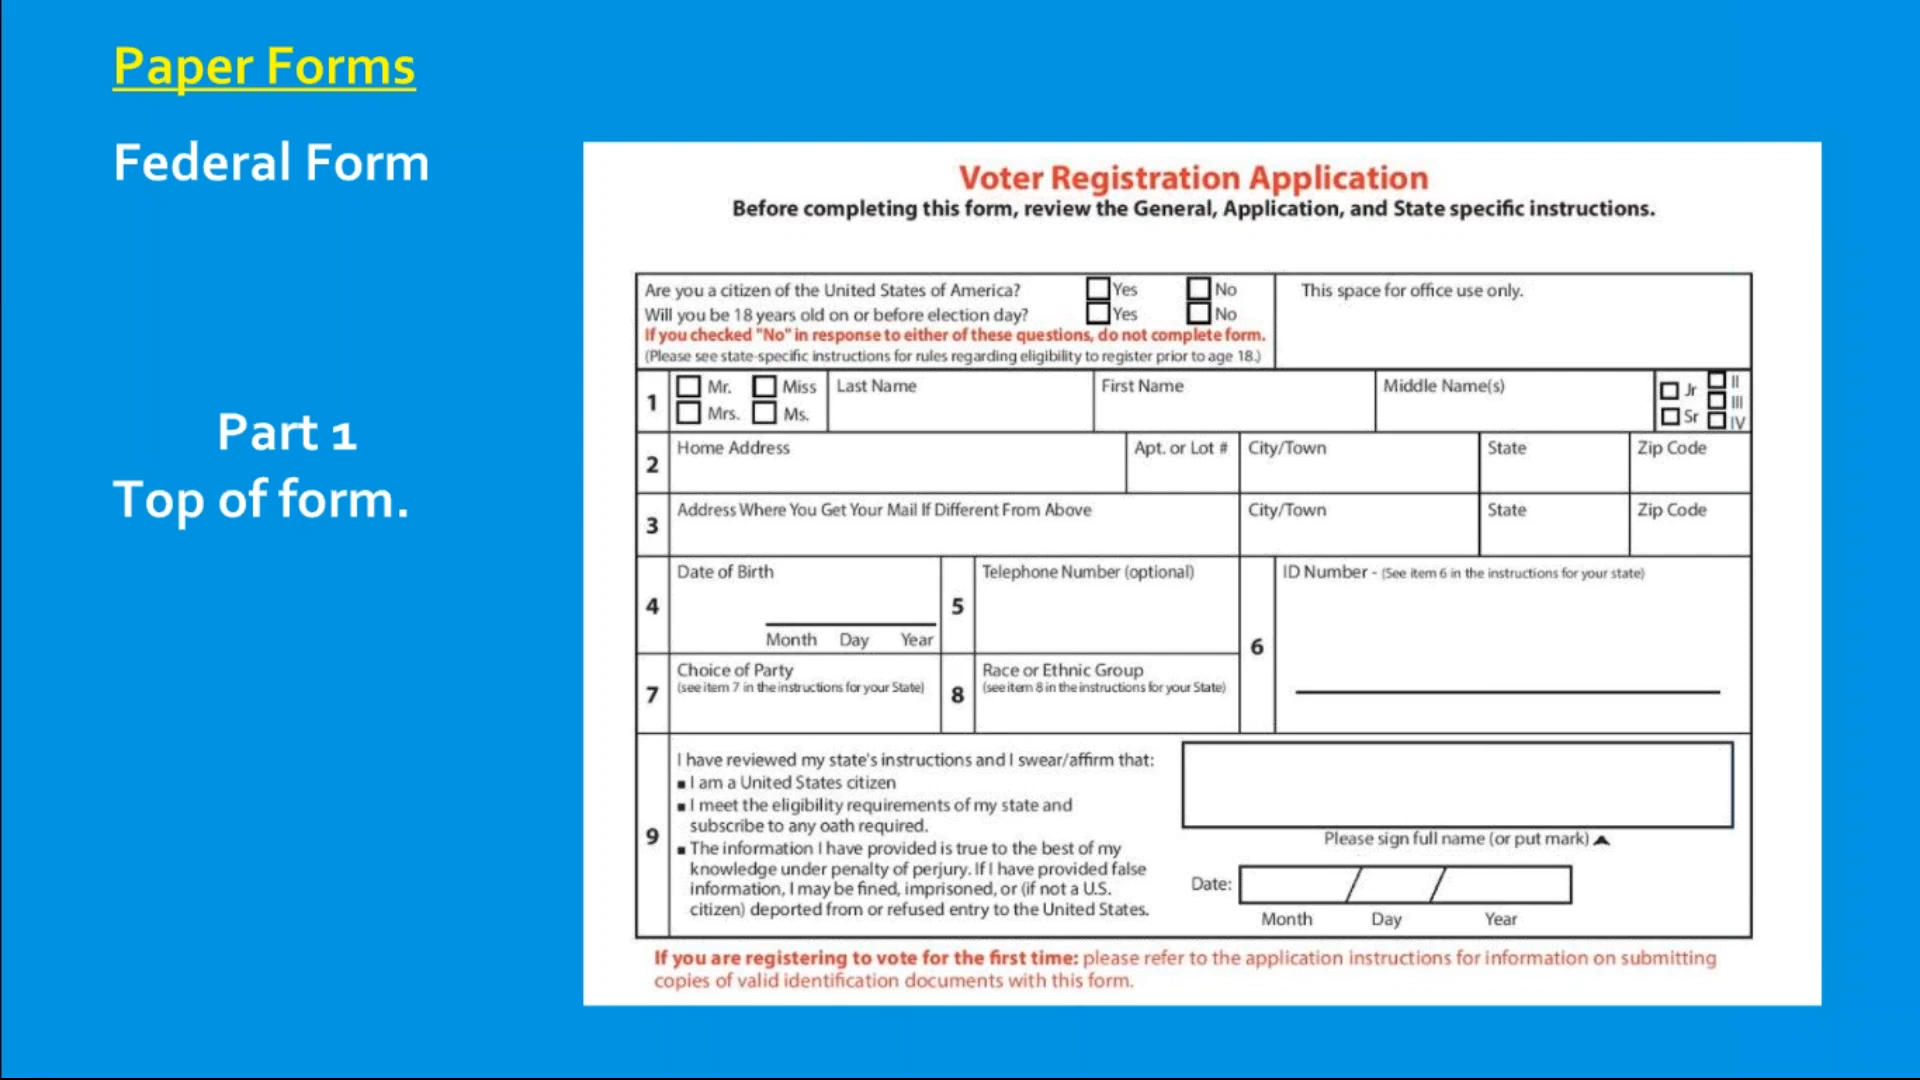 Paper Forms
Federal Form
Part 1
Top of form.
Voter Registration Application
Before completing this form, review the General, Application, and State specific instructions.
Are you a citizen of the United States of America? Yes No
Will you be 18 years old on or before election day? Yes No
If you checked "No" in response to either of these questions, do not complete form.
(Please see state-specific instructions for rules regarding eligibility to register prior to age 18.)
This space for office use only.
1
Mr. Miss
Mrs. Ms.
Last Name
First Name
Middle Name(s)
Jr
Sr
II
III
IV
2
Home Address
Apt. or Lot #
City/Town
State
Zip Code
3
Address Where You Get Your Mail If Different From Above
City/Town
State
Zip Code
4
Date of Birth
Month Day Year
5
Telephone Number (optional)
6
ID Number - (See item 6 in the instructions for your state)
7
Choice of Party
(see item 7 in the instructions for your State)
8
Race or Ethnic Group
(see item 8 in the instructions for your State)
9
I have reviewed my state's instructions and I swear/affirm that:
■ I am a United States citizen
■ I meet the eligibility requirements of my state and
subscribe to any oath required.
■ The information I have provided is true to the best of my
knowledge under penalty of perjury. If I have provided false
information, I may be fined, imprisoned, or (if not a U.S.
citizen) deported from or refused entry to the United States.
Please sign full name (or put mark) ▲
Date: / /
Month Day Year
If you are registering to vote for the first time: please refer to the application instructions for information on submitting
copies of valid identification documents with this form.